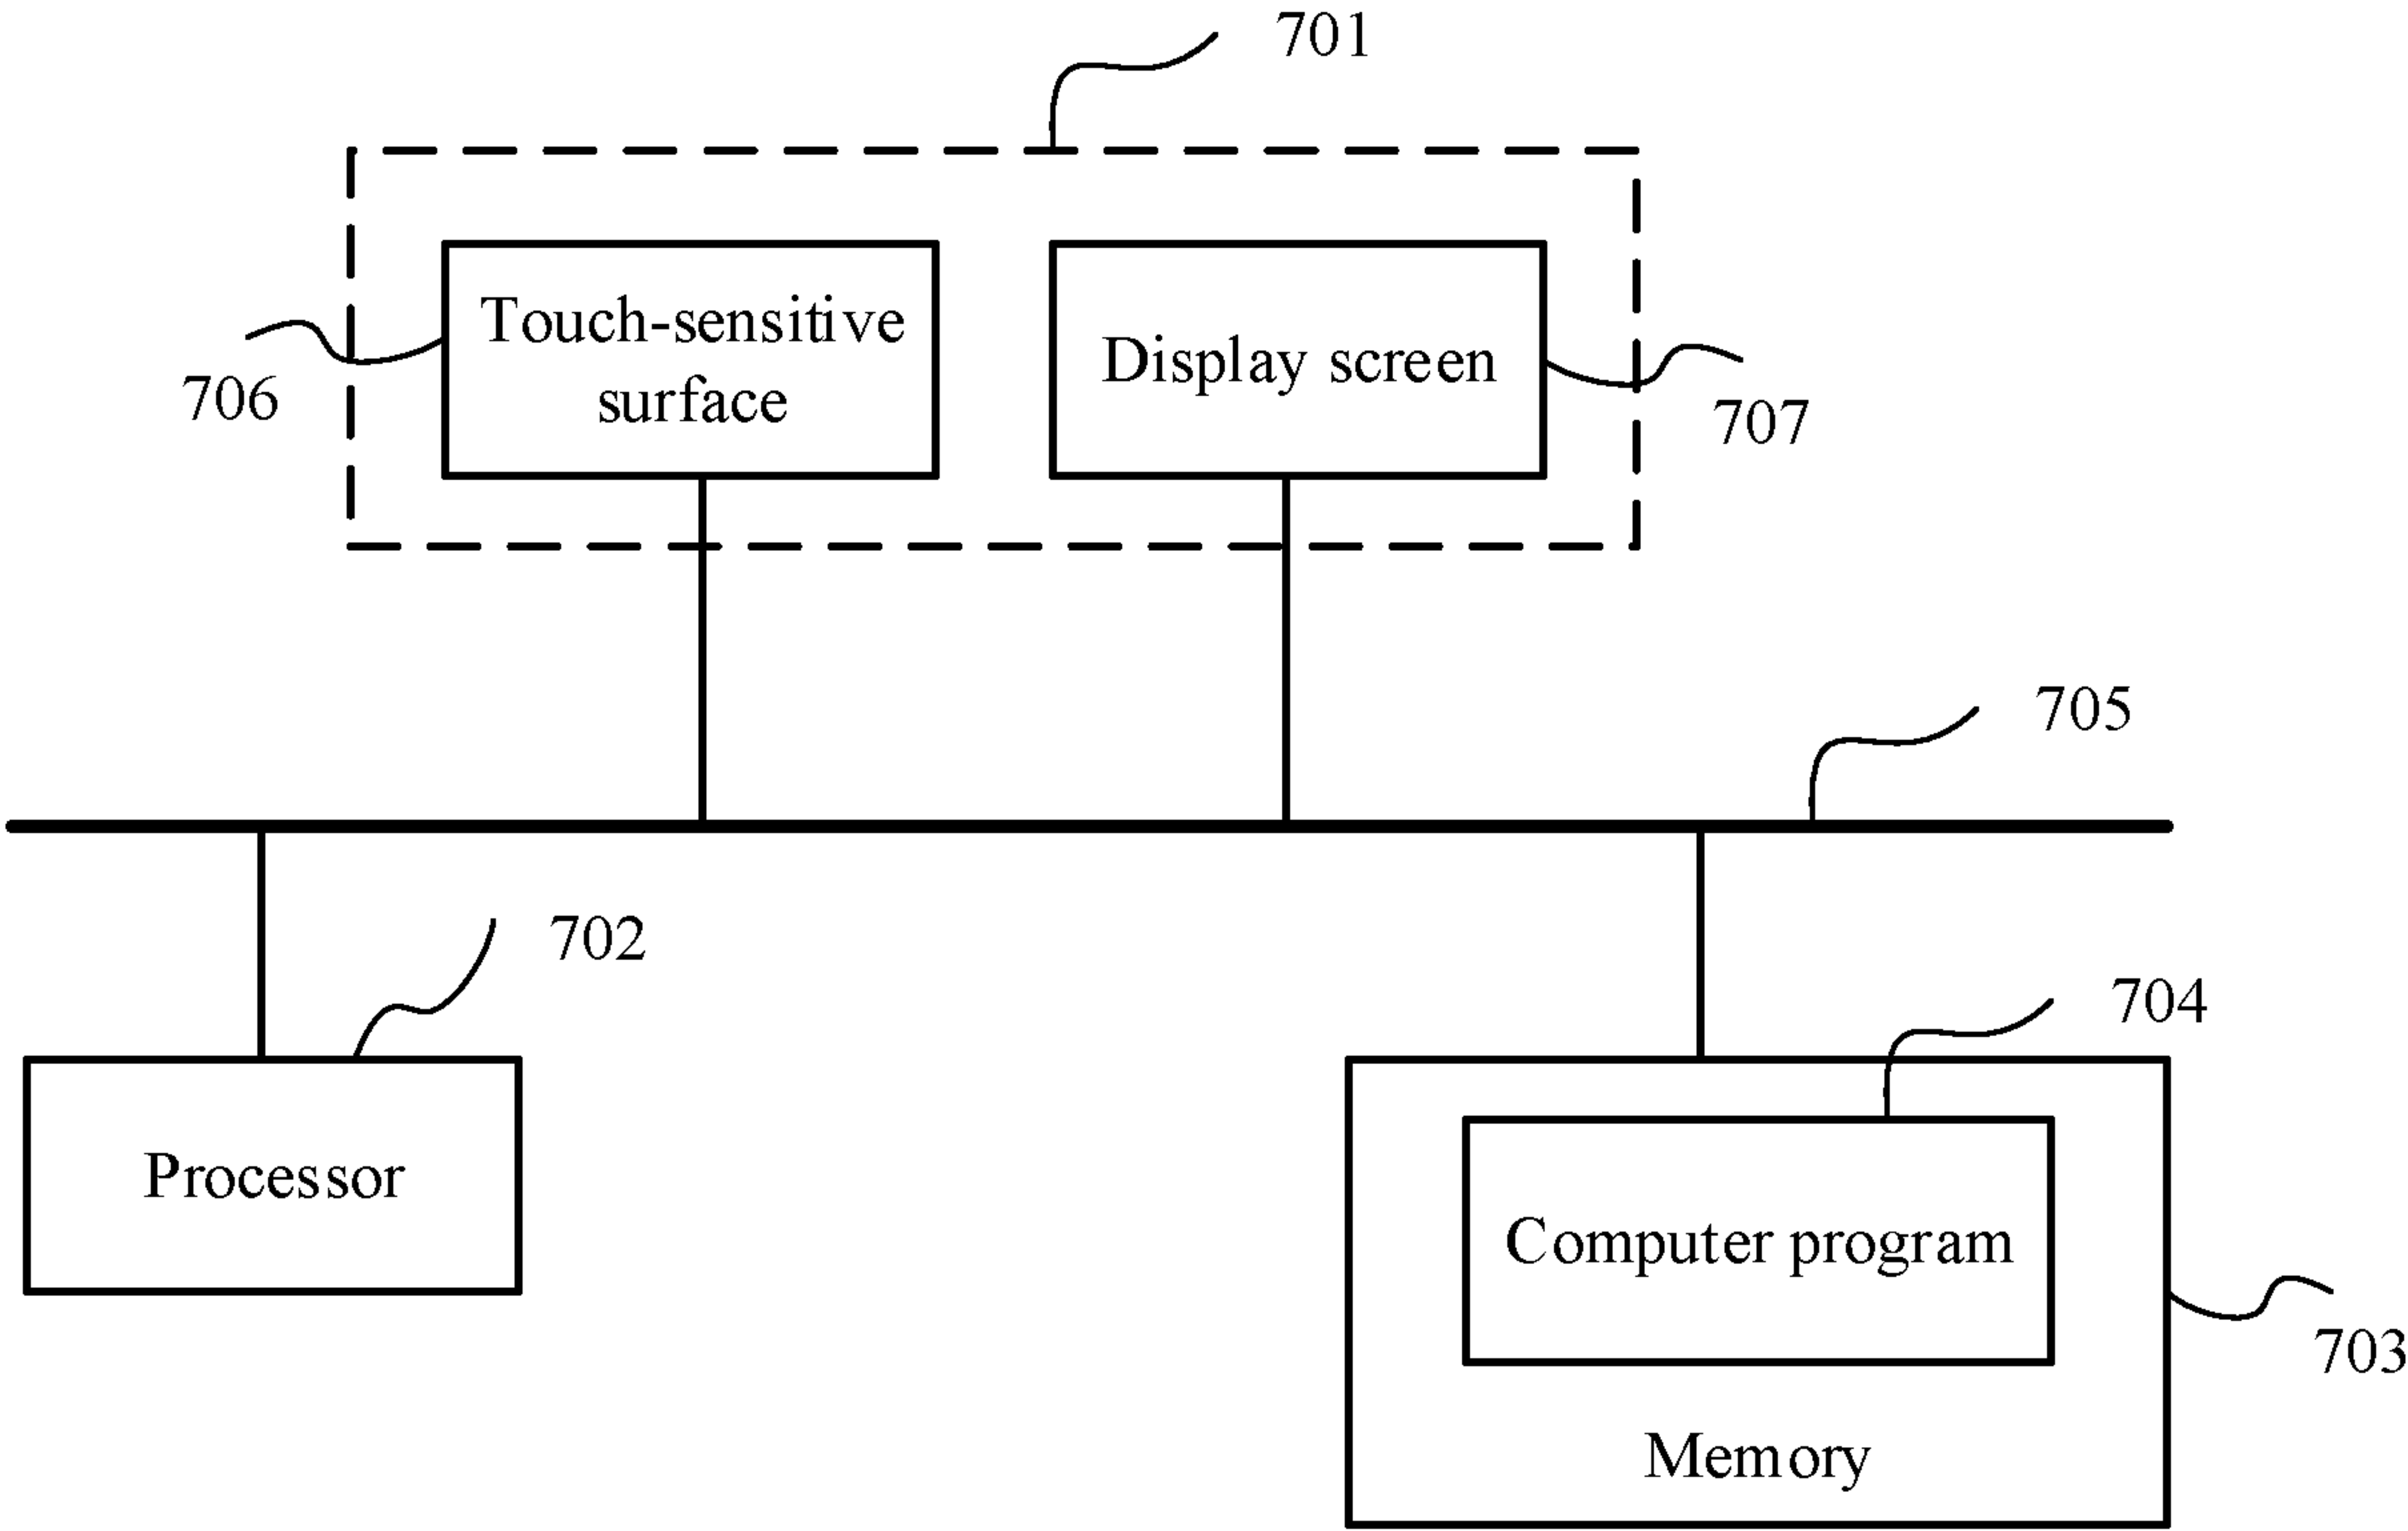 701
Touch-sensitive
surface
Display screen
706
707
705
702
704
Processor
Computer program
703
Memory